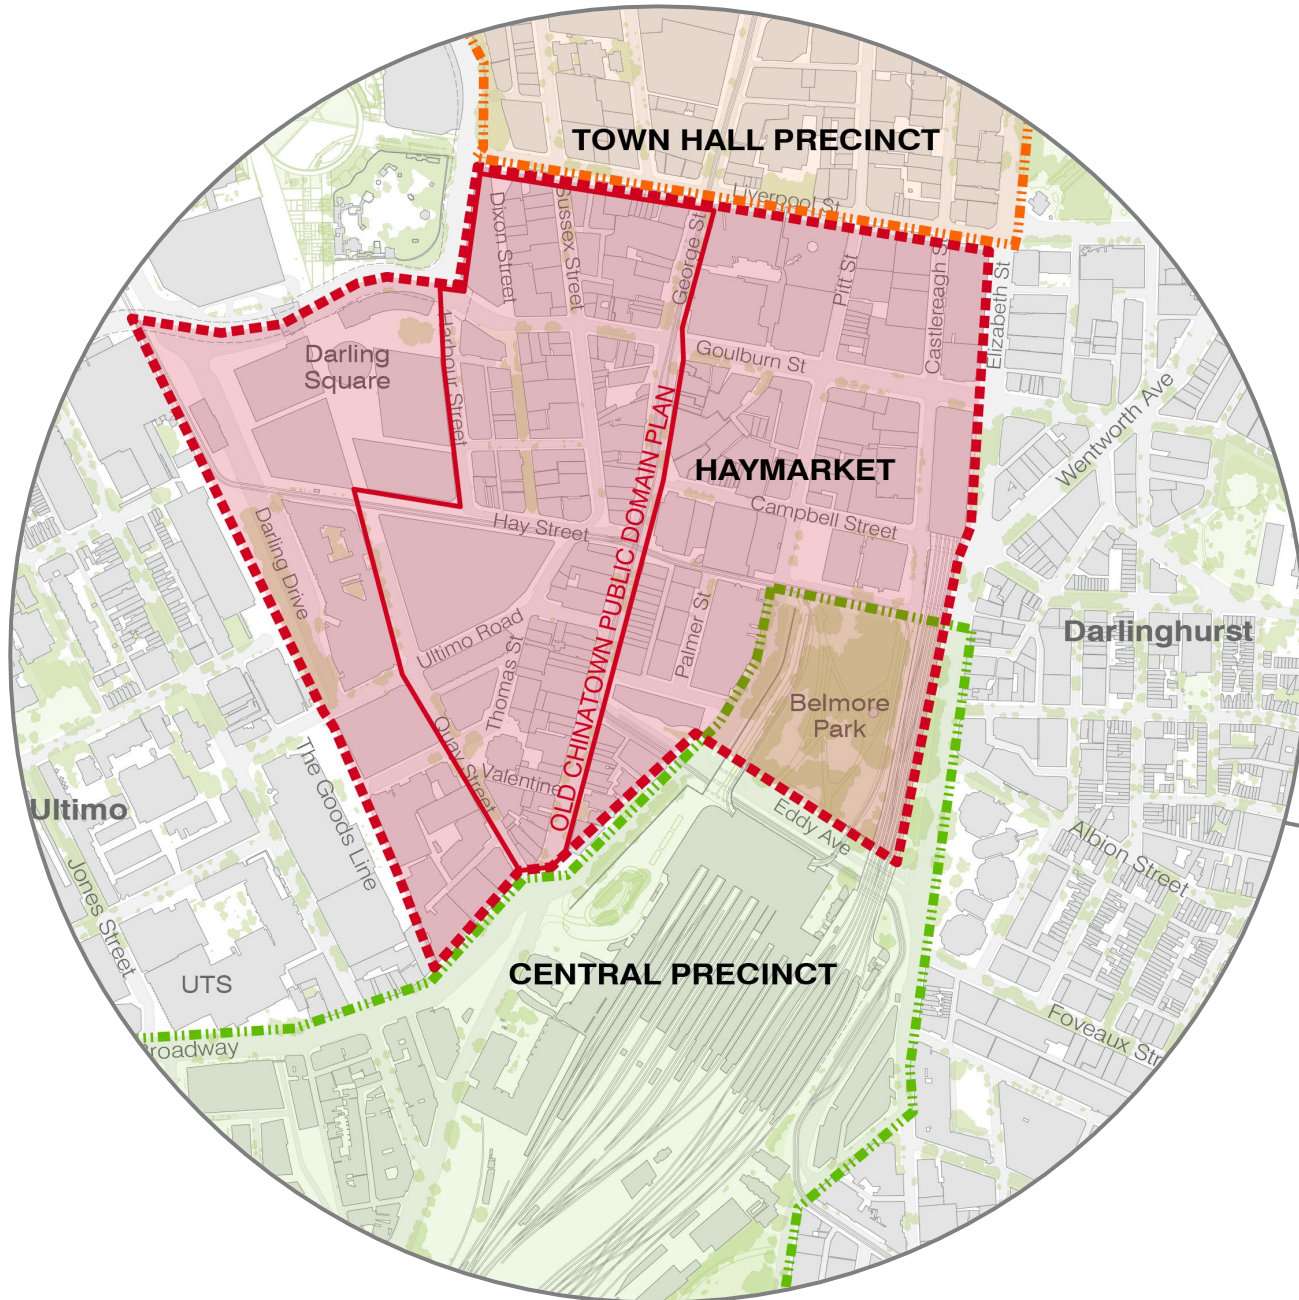 TOWN HALL PRECINCT
Liverpool St
Dixon Street
Sussex Street
George St
Pitt St
Castlereagh St
Elizabeth St
Harbour Street
Darling
Square
Goulburn St
Wentworth Ave
HAYMARKET
OLD CHINATOWN PUBLIC DOMAIN PLAN
Campbell Street
Hay Street
Darling Drive
Palmer St
Ultimo Road
Thomas St
Darlinghurst
Belmore
Park
Quay Street
Valentine
The Goods Line
Ultimo
Eddy Ave
Albion Street
Jones Street
UTS
CENTRAL PRECINCT
Foveaux Str
Broadway